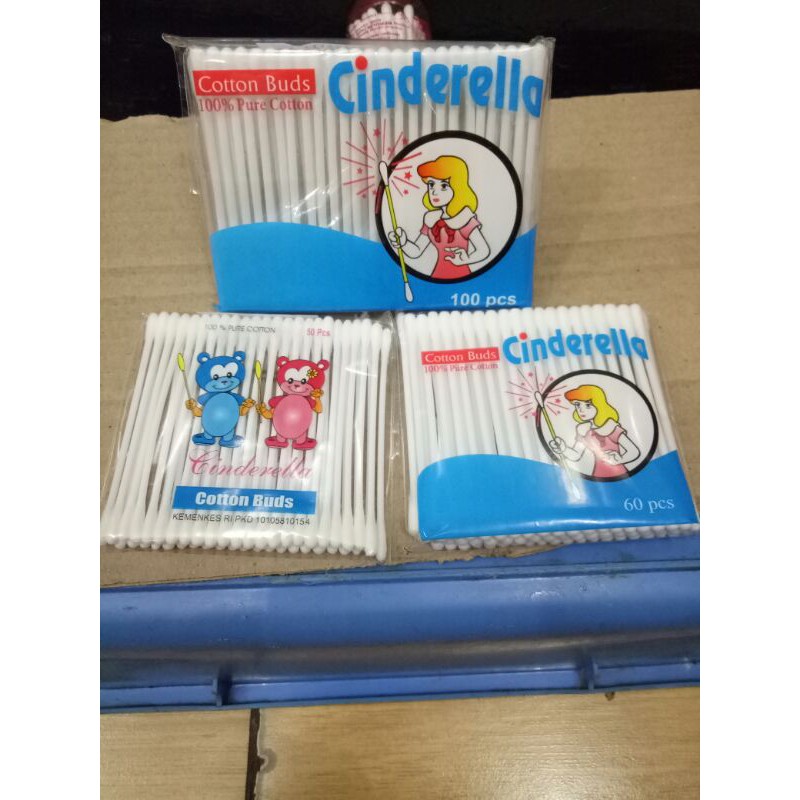 Cotton Buds
100% Pure Cotton
Cinderella
100 pcs
100 % PURE COTTON
50 Pcs
Cinderella
Cotton Buds
KEMENKES RI PKD 10105810154
Cotton Buds
100% Pure Cotton
Cinderella
60 pcs